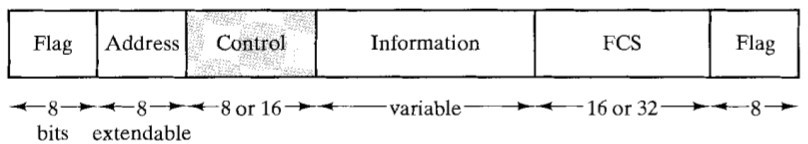 Flag Address Control Information FCS Flag
8 8 8 or 16 variable 16 or 32 8
bits extendable